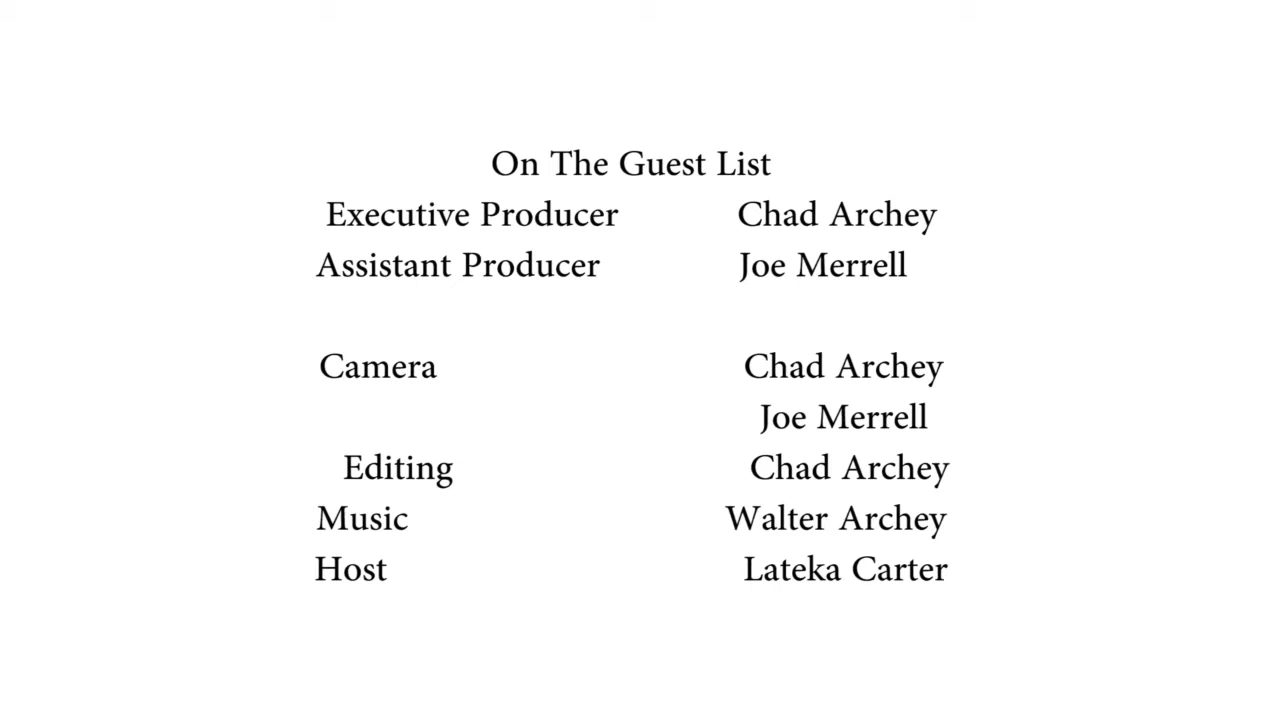 On The Guest List
Executive Producer Chad Archey
Assistant Producer Joe Merrell
Camera Chad Archey
Joe Merrell
Editing Chad Archey
Music Walter Archey
Host Lateka Carter